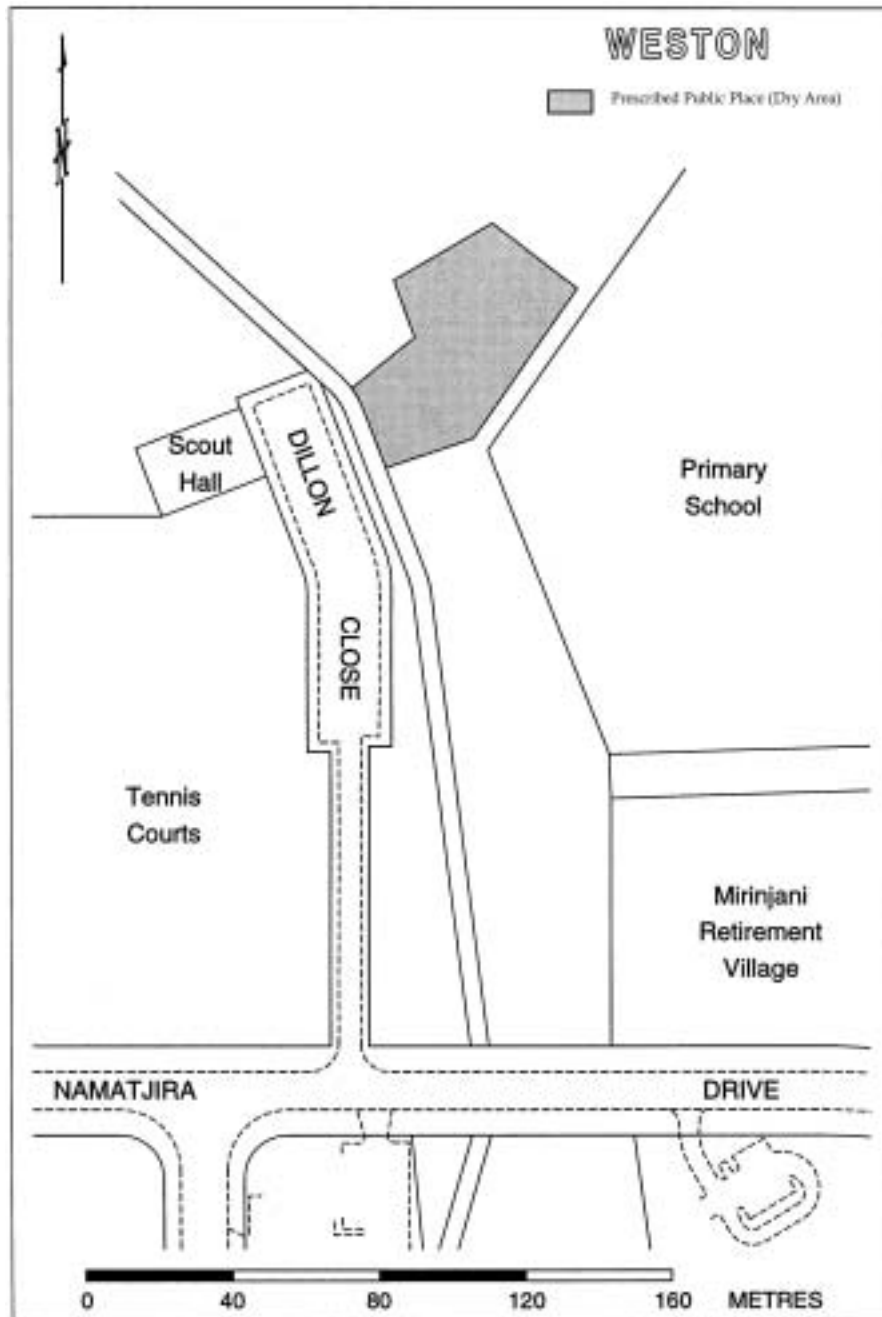 WESTON
Prescribed Public Place (Dry Area)
Scout
Hall
DILLON
CLOSE
Primary
School
Tennis
Courts
Mirinjani
Retirement
Village
NAMATJIRA DRIVE
0 40 80 120 160 METRES